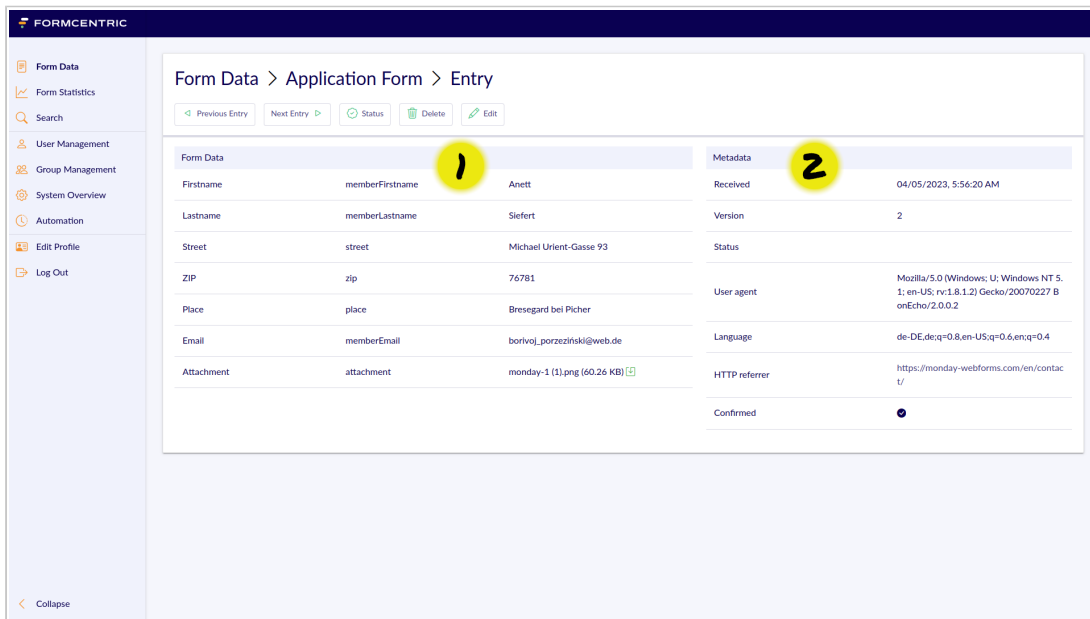 FORMCENTRIC
Form Data
Form Statistics
Search
User Management
Group Management
System Overview
Automation
Edit Profile
Log Out
Collapse
Form Data > Application Form > Entry
Previous Entry
Next Entry
Status
Delete
Edit
Form Data
1
Firstname memberFirstname Anett
Lastname memberLastname Siefert
Street street Michael Urient-Gasse 93
ZIP zip 76781
Place place Bresegard bei Picher
Email memberEmail borivoj_porzeziński@web.de
Attachment attachment monday-1 (1).png (60.26 KB)
Metadata
2
Received 04/05/2023, 5:56:20 AM
Version 2
Status
User agent Mozilla/5.0 (Windows; U; Windows NT 5.
1; en-US; rv:1.8.1.2) Gecko/20070227 B
onEcho/2.0.0.2
Language de-DE,de;q=0.8,en-US;q=0.6,en;q=0.4
HTTP referrer https://monday-webforms.com/en/contac
t/
Confirmed